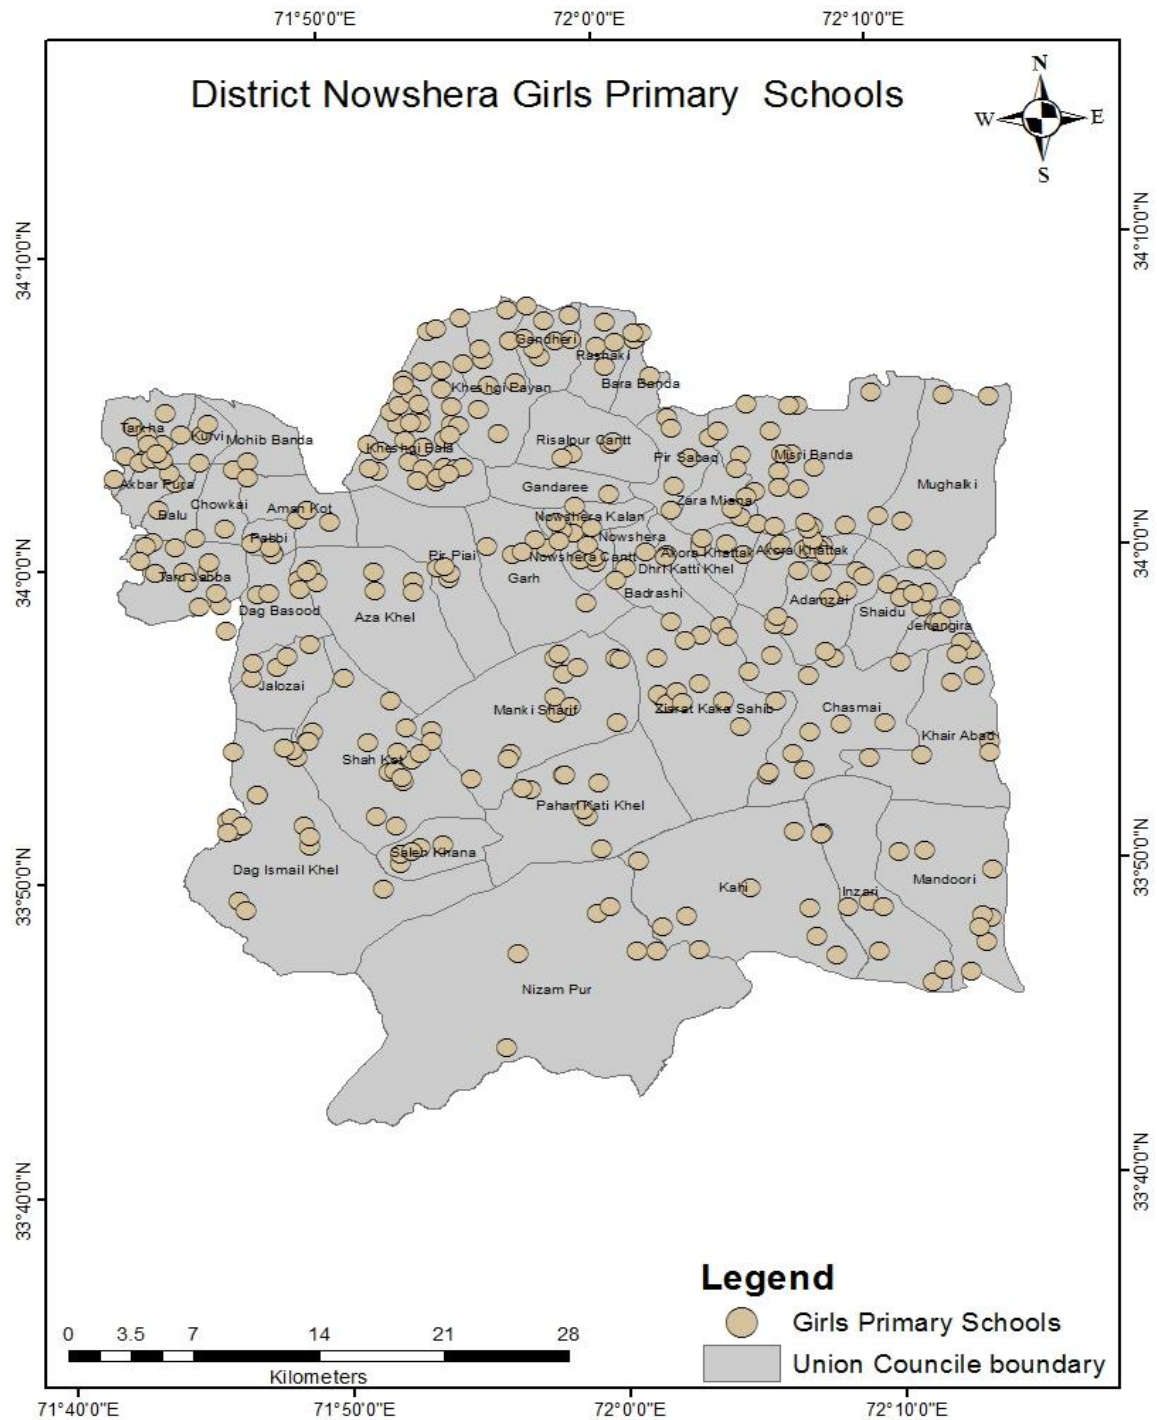 71°50'0"E 72°0'0"E 72°10'0"E
District Nowshera Girls Primary Schools
N
W E
S
34°10'0"N 34°10'0"N
Gandheri
Rashaki
Kheshgi Payan Bara Banda
Tarkha Kurvi Mohib Banda Kheshgi Bala Risalpur Cantt Pir Sabaq Misri Banda
Akbar Pura Gandaree Mughalki
Balu Chowkai Aman Kot Nowshera Kalan Zara Miana
Pabbi Pir Piai Nowshera Nowshera Cantt Akora Khattak Akora Khattak
34°0'0"N 34°0'0"N
Taru Jabba Garh Dhri Katti Khel
Dag Basood Aza Khel Badrashi Adamzai Shaidu Jehangira
Jalozai Manki Sharif Zisrat Kaka Sahib Chasmai
Khair Abad
Shah Kot
Pahari Kati Khel
Saleh Khana
33°50'0"N 33°50'0"N
Dag Ismail Khel Kahi Inzari Mandoori
Nizam Pur
33°40'0"N 33°40'0"N
Legend
Girls Primary Schools
Union Councile boundary
0 3.5 7 14 21 28
Kilometers
71°40'0"E 71°50'0"E 72°0'0"E 72°10'0"E